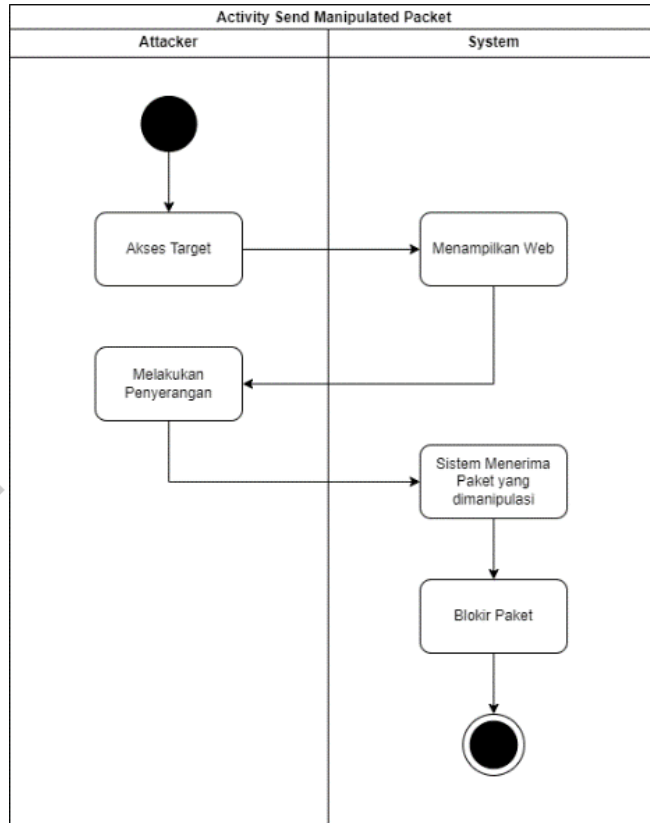 Activity Send Manipulated Packet
Attacker
System
Akses Target
Menampilkan Web
Melakukan
Penyerangan
Sistem Menerima
Paket yang
dimanipulasi
Blokir Paket